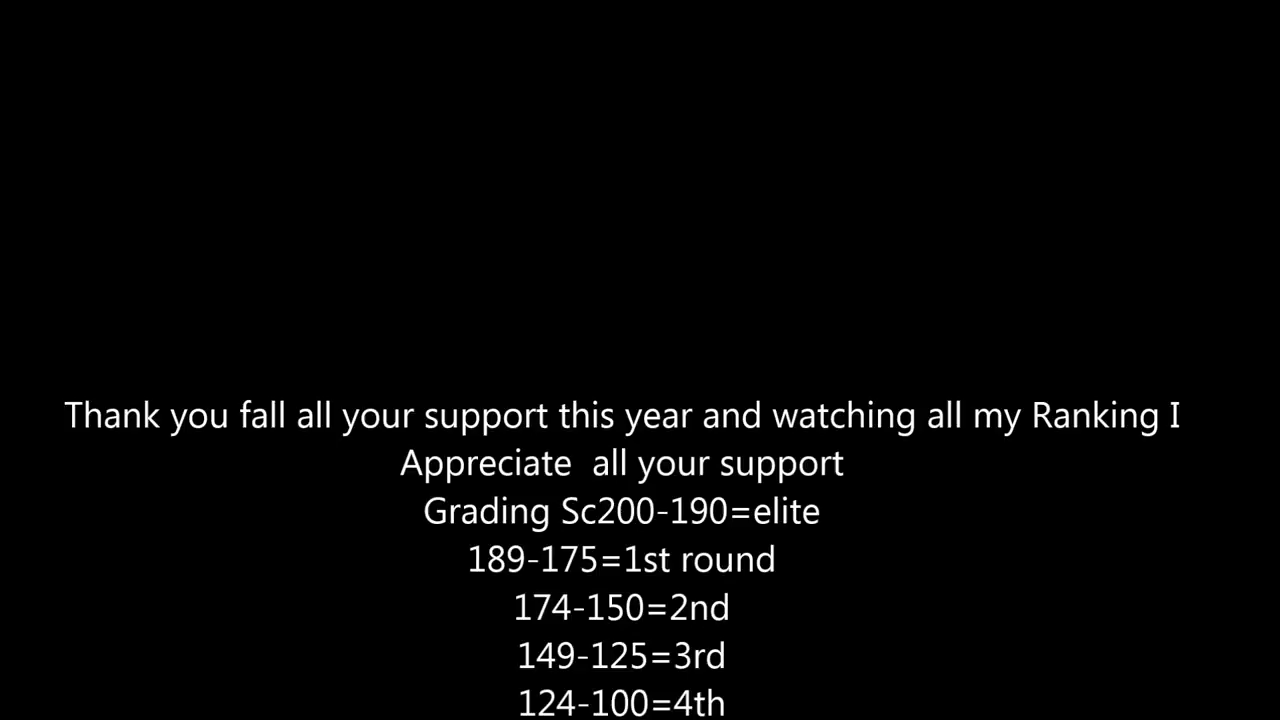 Thank you fall all your support this year and watching all my Ranking I
Appreciate  all your support
Grading Sc200-190=elite
189-175=1st round
174-150=2nd
149-125=3rd
124-100=4th